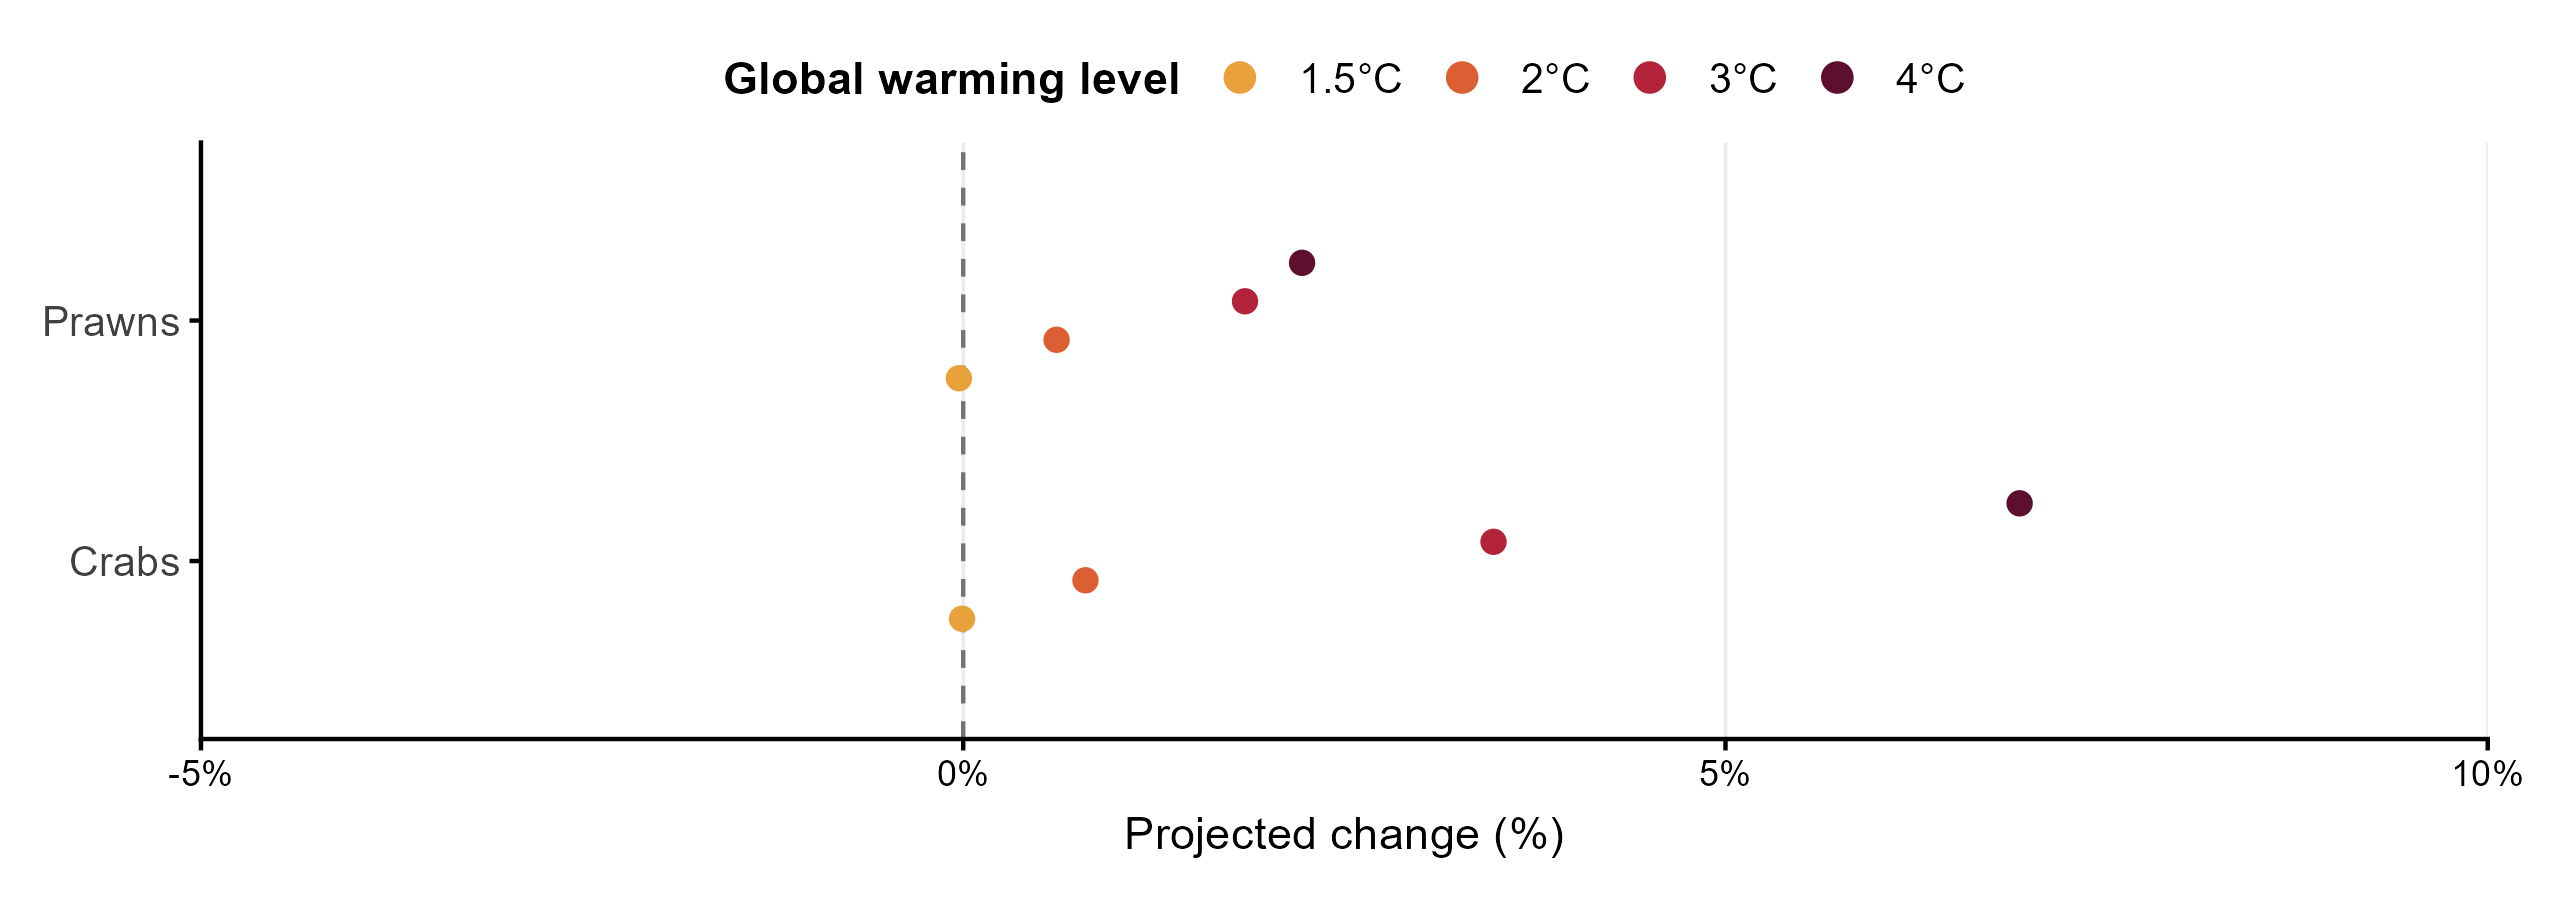 Global warming level 1.5°C 2°C 3°C 4°C
Prawns
Crabs
-5% 0% 5% 10%
Projected change (%)